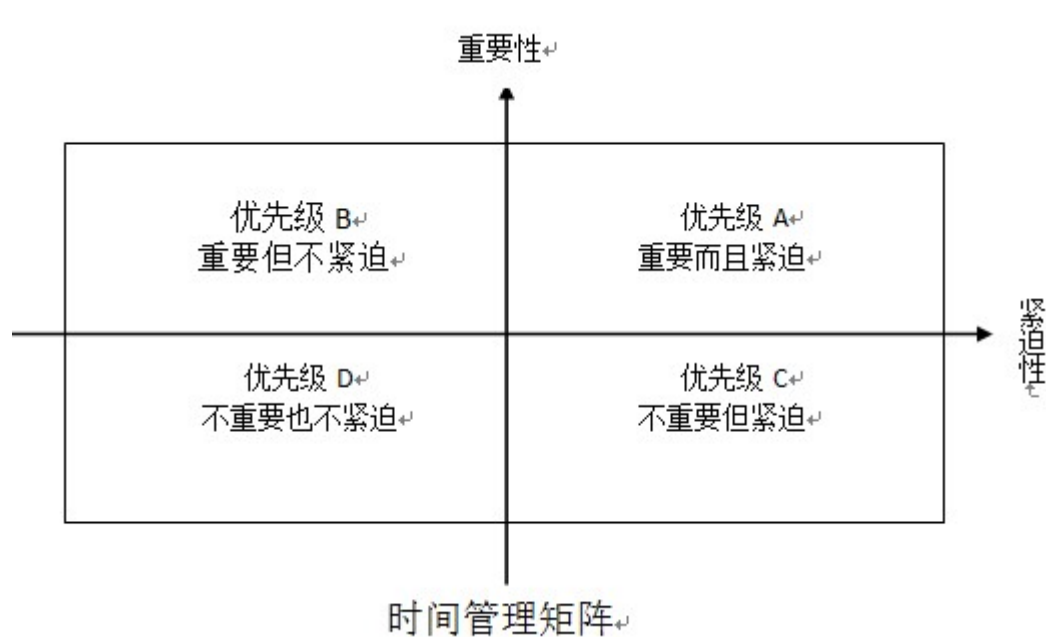 重要性
优先级 B
重要但不紧迫
优先级 A
重要而且紧迫
紧迫性
优先级 D
不重要也不紧迫
优先级 C
不重要但紧迫
时间管理矩阵